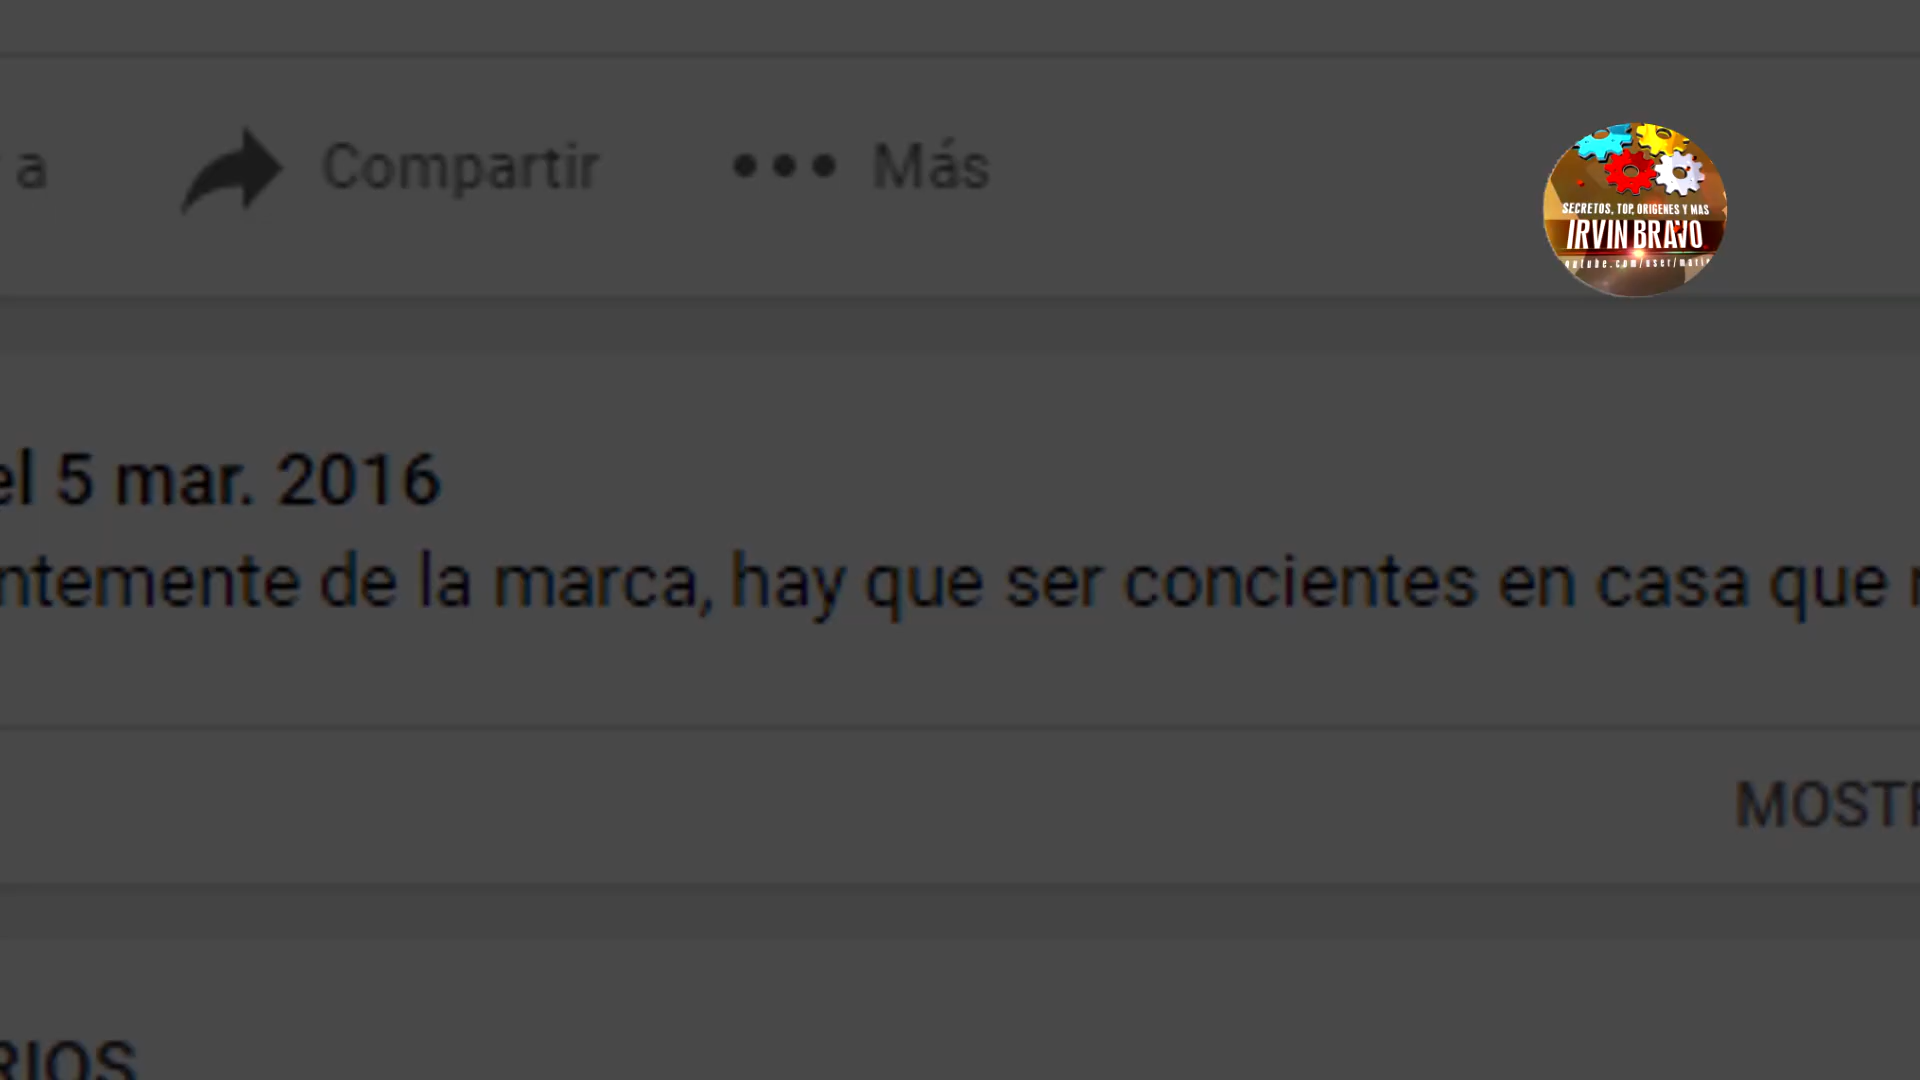 a Compartir ••• Más
SECRETOS, TOP, ORIGENES Y MAS
IRVIN BRAVO
el 5 mar. 2016
ntemente de la marca, hay que ser concientes en casa que
MOSTR
RIOS